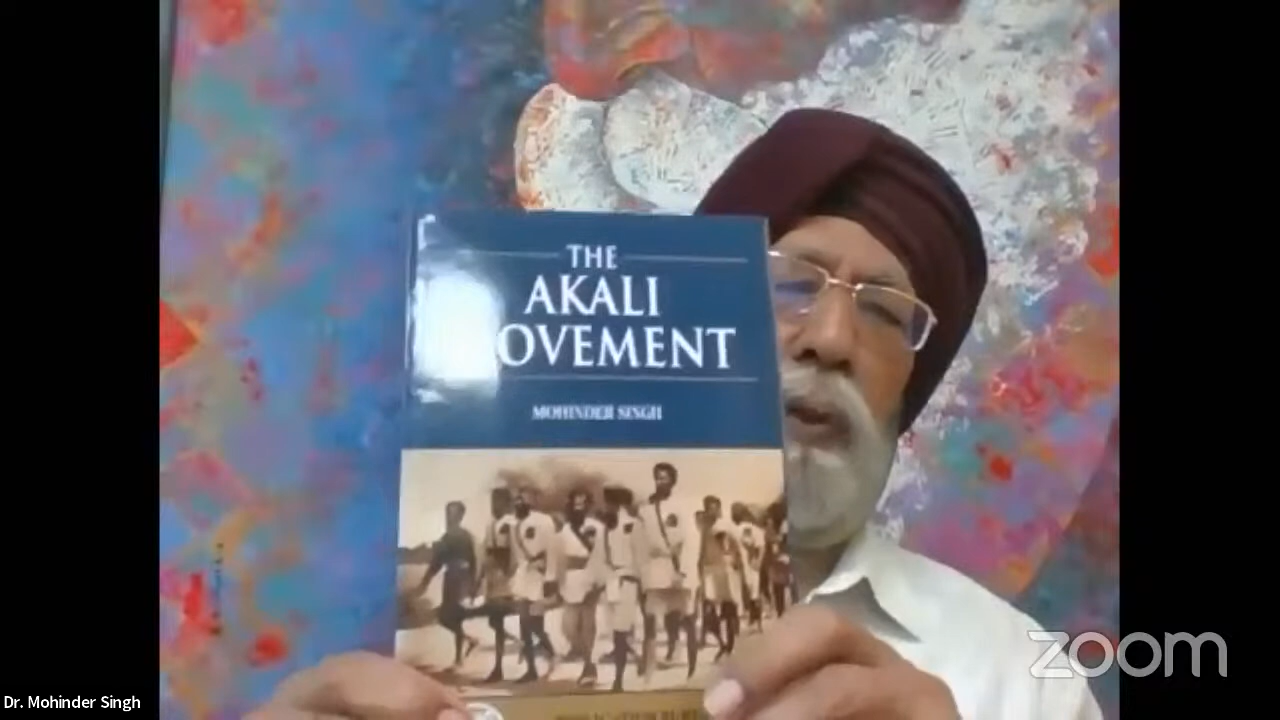 THE
AKALI
OVEMENT
MOHINDER SINGH
zoom
Dr. Mohinder Singh